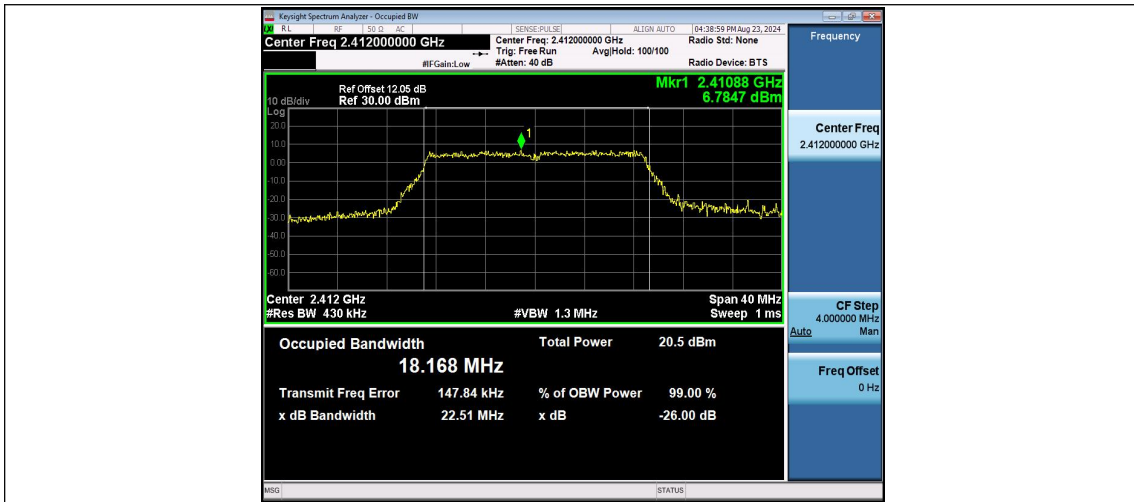 Keysight Spectrum Analyzer - Occupied BW
RL RF 50 Ω AC SENSE:PULSE ALIGN AUTO 04:38:59 PM Aug 23, 2024
Center Freq 2.412000000 GHz
Center Freq: 2.412000000 GHz Radio Std: None
Trig: Free Run Avg|Hold: 100/100
#IFGain:Low #Atten: 40 dB Radio Device: BTS
Frequency
Mkr1 2.41088 GHz
6.7847 dBm
Ref Offset 12.05 dB
10 dB/div Ref 30.00 dBm
Log
20.0
10.0
0.00
-10.0
-20.0
-30.0
-40.0
-50.0
-60.0
1
Center 2.412 GHz Span 40 MHz
#Res BW 430 kHz #VBW 1.3 MHz Sweep 1 ms
Occupied Bandwidth Total Power 20.5 dBm
18.168 MHz
Transmit Freq Error 147.84 kHz % of OBW Power 99.00 %
x dB Bandwidth 22.51 MHz x dB -26.00 dB
Center Freq
2.412000000 GHz
CF Step
4.000000 MHz
Auto Man
Freq Offset
0 Hz
MSG STATUS